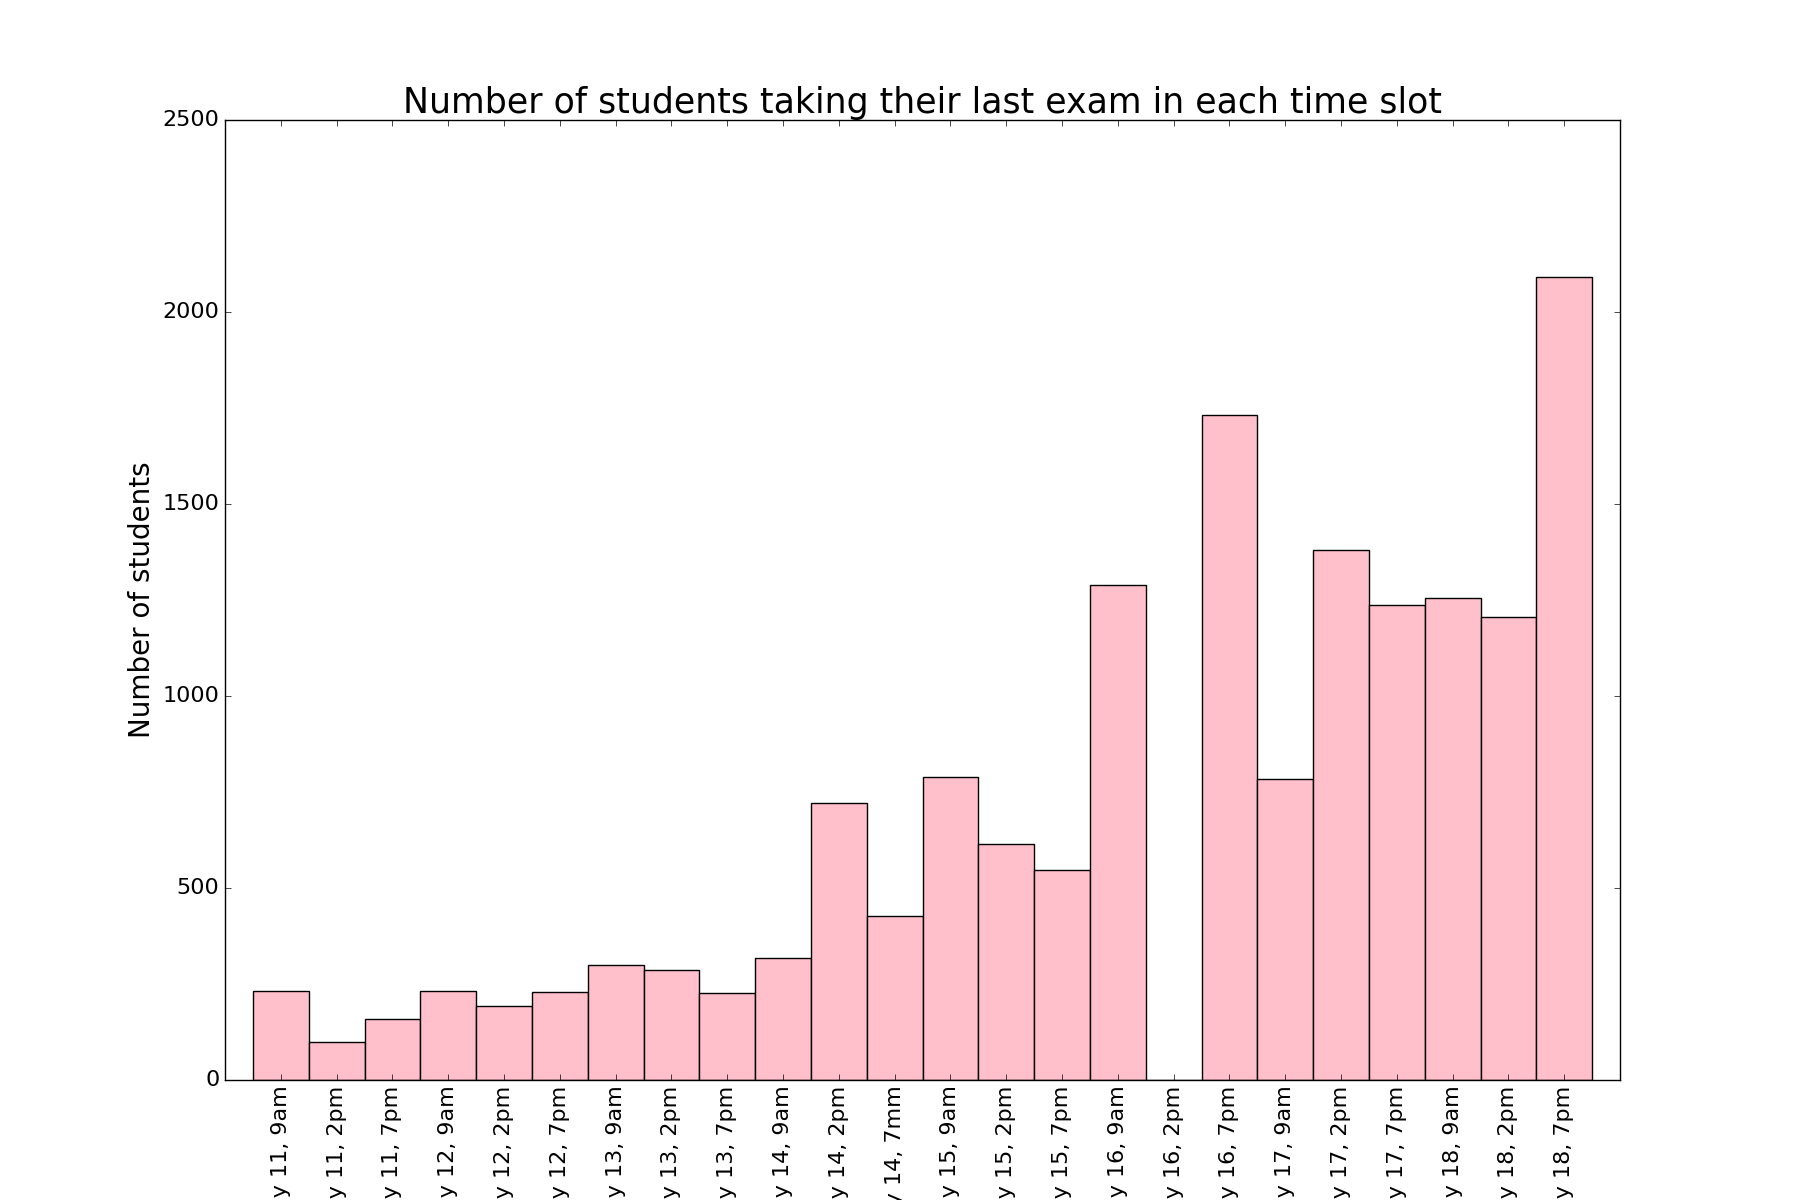 Number of students taking their last exam in each time slot
2500
2000
1500
1000
500
0
Number of students
y 11, 9am
y 11, 2pm
y 11, 7pm
y 12, 9am
y 12, 2pm
y 12, 7pm
y 13, 9am
y 13, 2pm
y 13, 7pm
y 14, 9am
y 14, 2pm
y 14, 7mm
y 15, 9am
y 15, 2pm
y 15, 7pm
y 16, 9am
y 16, 2pm
y 16, 7pm
y 17, 9am
y 17, 2pm
y 17, 7pm
y 18, 9am
y 18, 2pm
y 18, 7pm